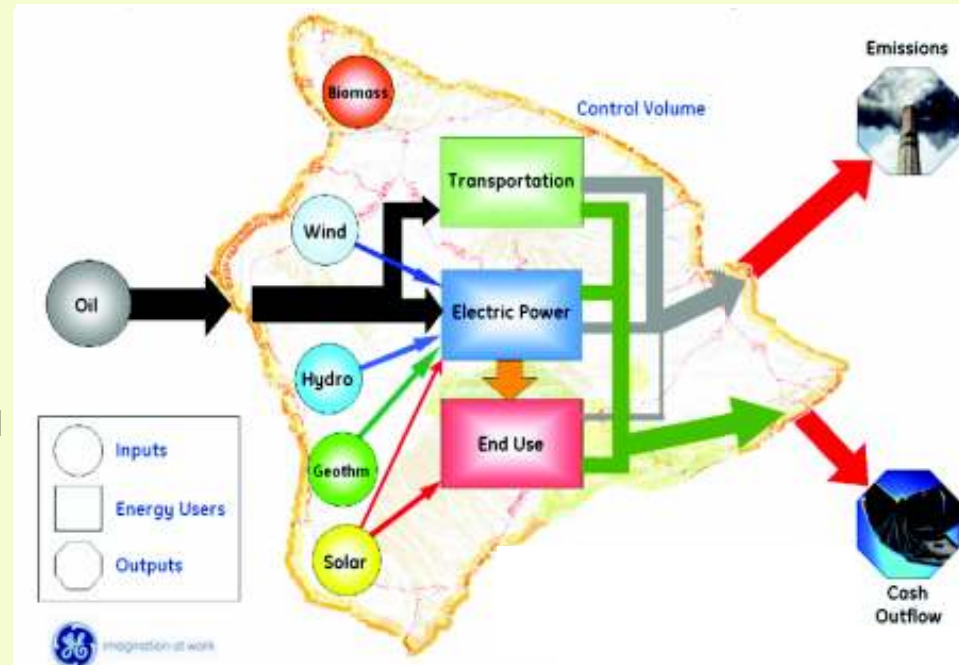 Emissions
Biomass
Control Volume
Transportation
Wind
Oil
Electric Power
Hydro
Inputs
End Use
Geothm
Energy Users
Solar
Outputs
Cash
Outflow
GE
imagination at work